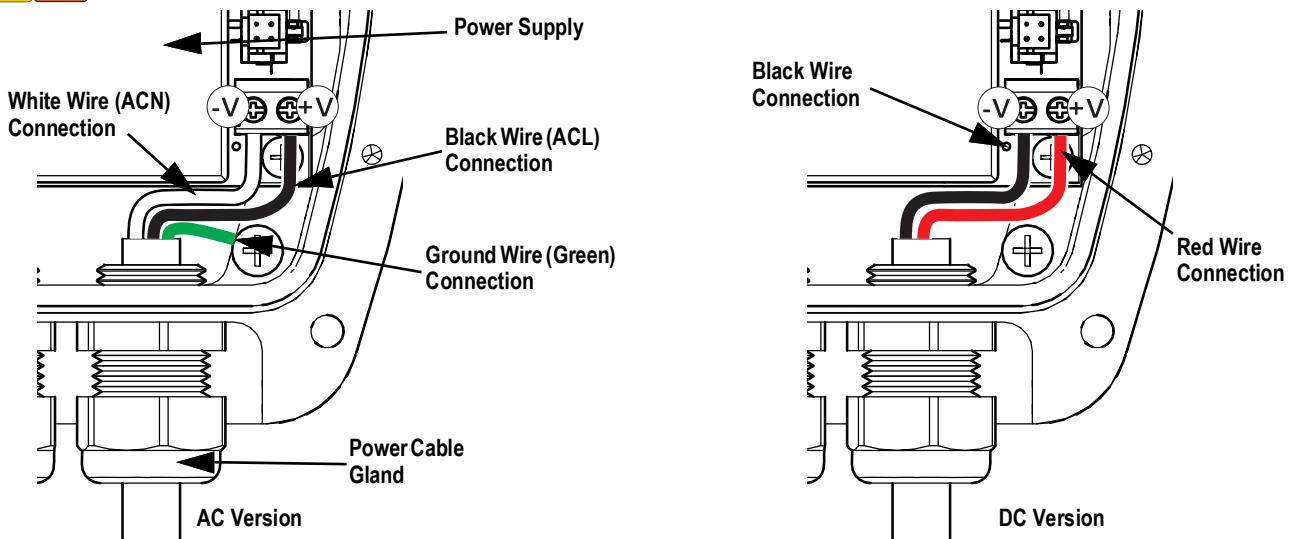 Power Supply
White Wire (ACN)
Connection
-V
+V
Black Wire (ACL)
Connection
Ground Wire (Green)
Connection
Power Cable
Gland
AC Version
Black Wire
Connection
-V
+V
Red Wire
Connection
DC Version